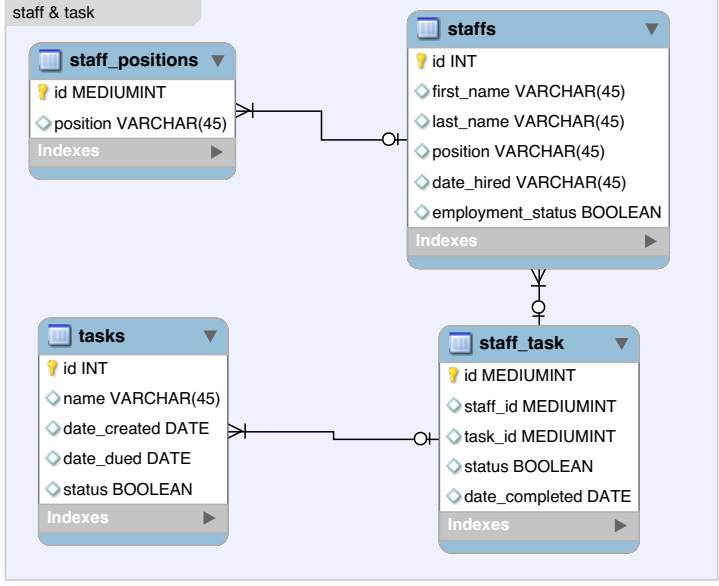 staff & task
staff_positions
id MEDIUMINT
position VARCHAR(45)
Indexes
staffs
id INT
first_name VARCHAR(45)
last_name VARCHAR(45)
position VARCHAR(45)
date_hired VARCHAR(45)
employment_status BOOLEAN
Indexes
tasks
id INT
name VARCHAR(45)
date_created DATE
date_dued DATE
status BOOLEAN
Indexes
staff_task
id MEDIUMINT
staff_id MEDIUMINT
task_id MEDIUMINT
status BOOLEAN
date_completed DATE
Indexes